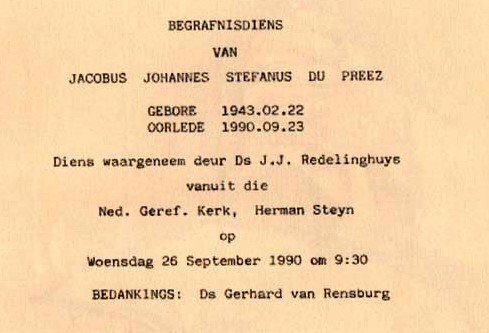 BEGRAFNISDIENS
VAN
JACOBUS JOHANNES STEFANUS DU PREEZ
GEBORE 1943.02.22
OORLEDE 1990.09.23
Diens waargeneem deur Ds J.J. Redelinghuys
vanuit die
Ned. Geref. Kerk, Herman Steyn
op
Woensdag 26 September 1990 om 9:30
BEDANKINGS: Ds Gerhard van Rensburg